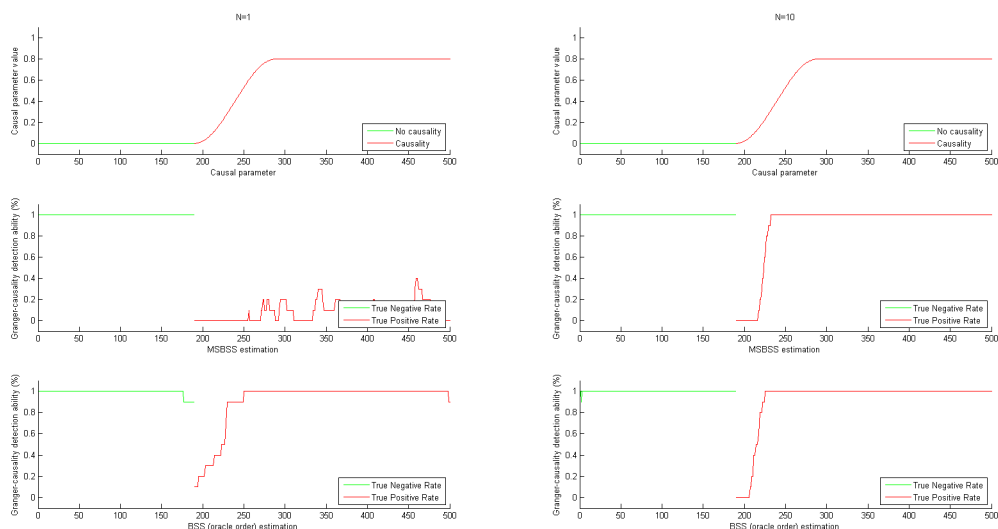 N=1
Causal parameter value
1
0.8
0.6
0.4
0.2
0
No causality
Causality
0 50 100 150 200 250 300 350 400 450 500
Causal parameter
Granger-causality detection ability (%)
1
0.8
0.6
0.4
0.2
0
True Negative Rate
True Positive Rate
0 50 100 150 200 250 300 350 400 450 500
MSBSS estimation
Granger-causality detection ability (%)
1
0.8
0.6
0.4
0.2
0
True Negative Rate
True Positive Rate
0 50 100 150 200 250 300 350 400 450 500
BSS (oracle order) estimation
N=10
Causal parameter value
1
0.8
0.6
0.4
0.2
0
No causality
Causality
0 50 100 150 200 250 300 350 400 450 500
Causal parameter
Granger-causality detection ability (%)
1
0.8
0.6
0.4
0.2
0
True Negative Rate
True Positive Rate
0 50 100 150 200 250 300 350 400 450 500
MSBSS estimation
Granger-causality detection ability (%)
1
0.8
0.6
0.4
0.2
0
True Negative Rate
True Positive Rate
0 50 100 150 200 250 300 350 400 450 500
BSS (oracle order) estimation